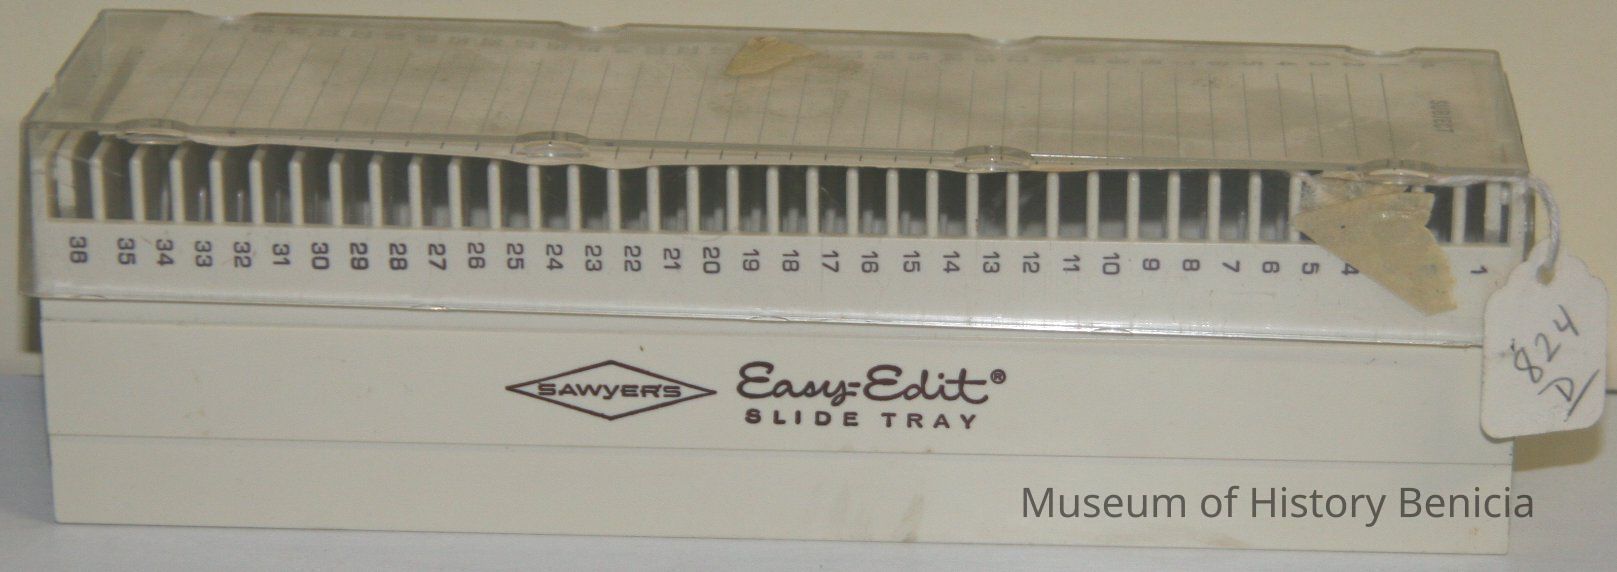 SUBJECT
36 35 34 33 32 31 30 29 28 27 26 25 24 23 22 21 20 19 18 17 16 15 14 13 12 11 10 9 8 7 6 5 4 1
824
D/
SAWYER'S Easy-Edit®
SLIDE TRAY
Museum of History Benicia